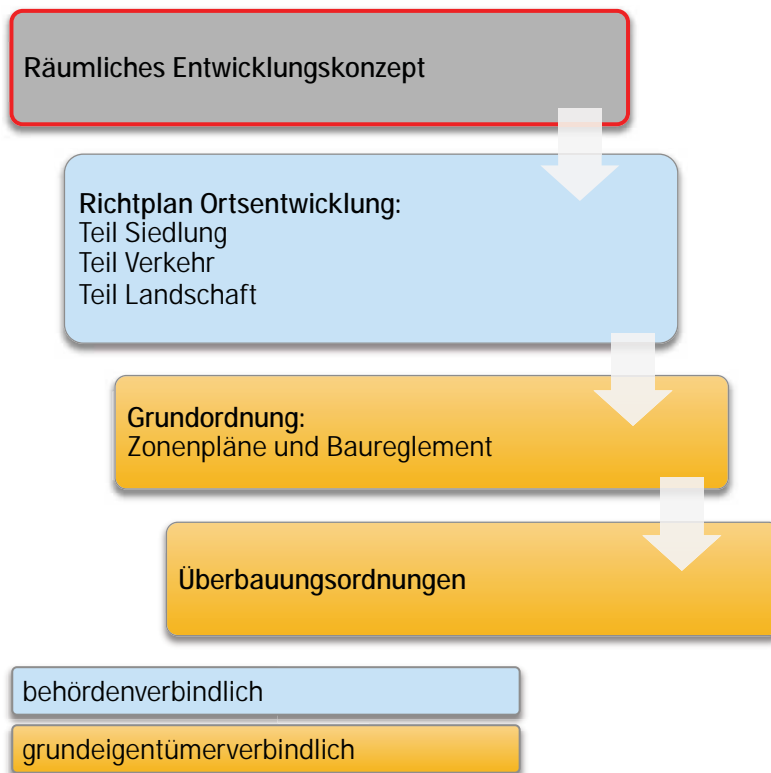 Räumliches Entwicklungskonzept
Richtplan Ortsentwicklung:
Teil Siedlung
Teil Verkehr
Teil Landschaft
Grundordnung:
Zonenpläne und Baureglement
Überbauungsordnungen
behördenverbindlich
grundeigentümerverbindlich